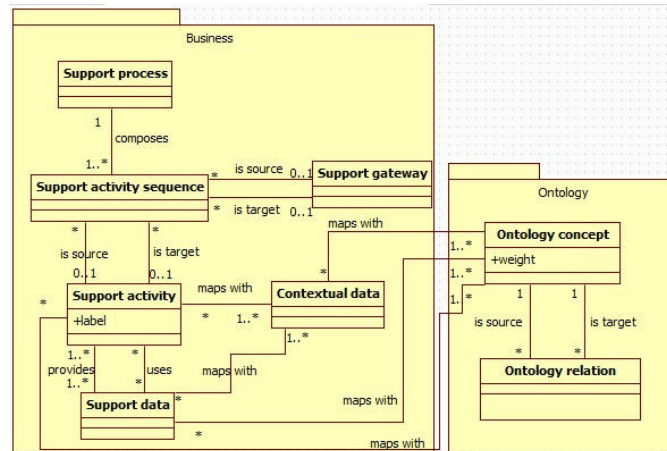 Business
Support process
1
composes
1..*
Support activity sequence
* is source 0..1
Support gateway
* is target 0..1
Ontology
* *
is source is target
0..1 0..1
maps with
Ontology concept
+weight
1..*
1..*
1..*
*
Support activity
+label
maps with
* 1..*
Contextual data
*
1..*
1 1
is source is target
* *
Ontology relation
1..* *
provides uses
1..* *
maps with
*
Support data
*
maps with
maps with